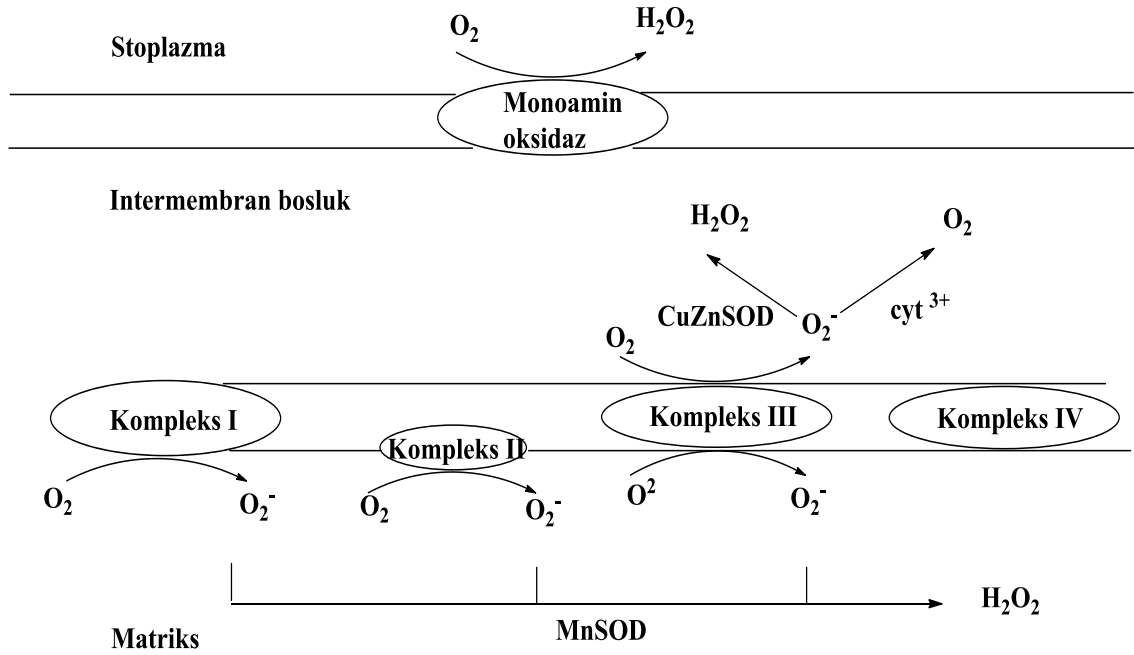 O₂
H₂O₂
Stoplazma
Monoamin
oksidaz
Intermembran bosluk
H₂O₂
O₂
CuZnSOD
O₂⁻
cyt ³⁺
O₂
Kompleks I
Kompleks II
Kompleks III
Kompleks IV
O₂
O₂⁻
O₂
O₂⁻
O²
O₂⁻
H₂O₂
MnSOD
Matriks